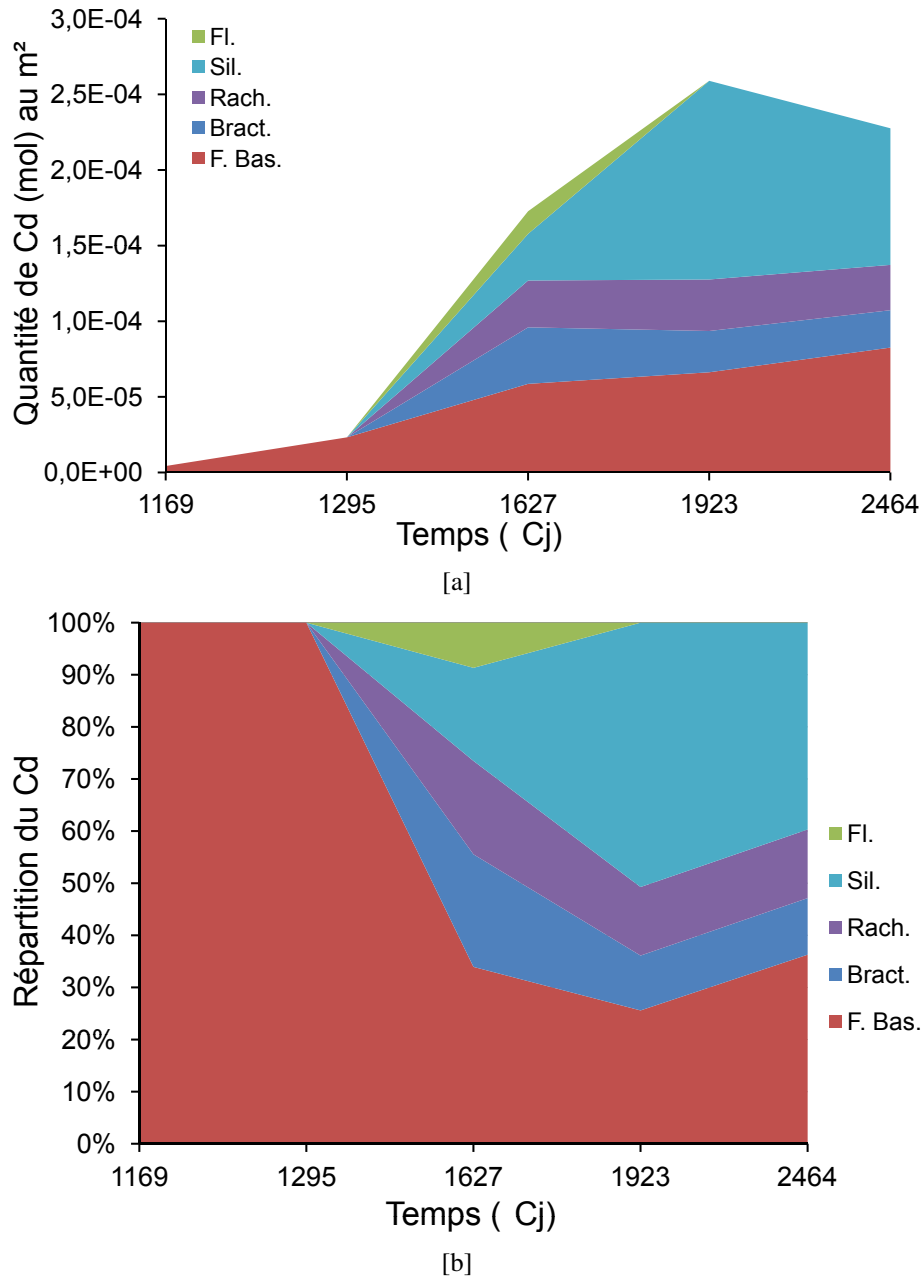 Quantité de Cd (mol) au m²
3,0E-04
2,5E-04
2,0E-04
1,5E-04
1,0E-04
5,0E-05
0,0E+00
Fl.
Sil.
Rach.
Bract.
F. Bas.
1169 1295 1627 1923 2464
Temps ( Cj)
[a]
Répartition du Cd
100%
90%
80%
70%
60%
50%
40%
30%
20%
10%
0%
Fl.
Sil.
Rach.
Bract.
F. Bas.
1169 1295 1627 1923 2464
Temps ( Cj)
[b]